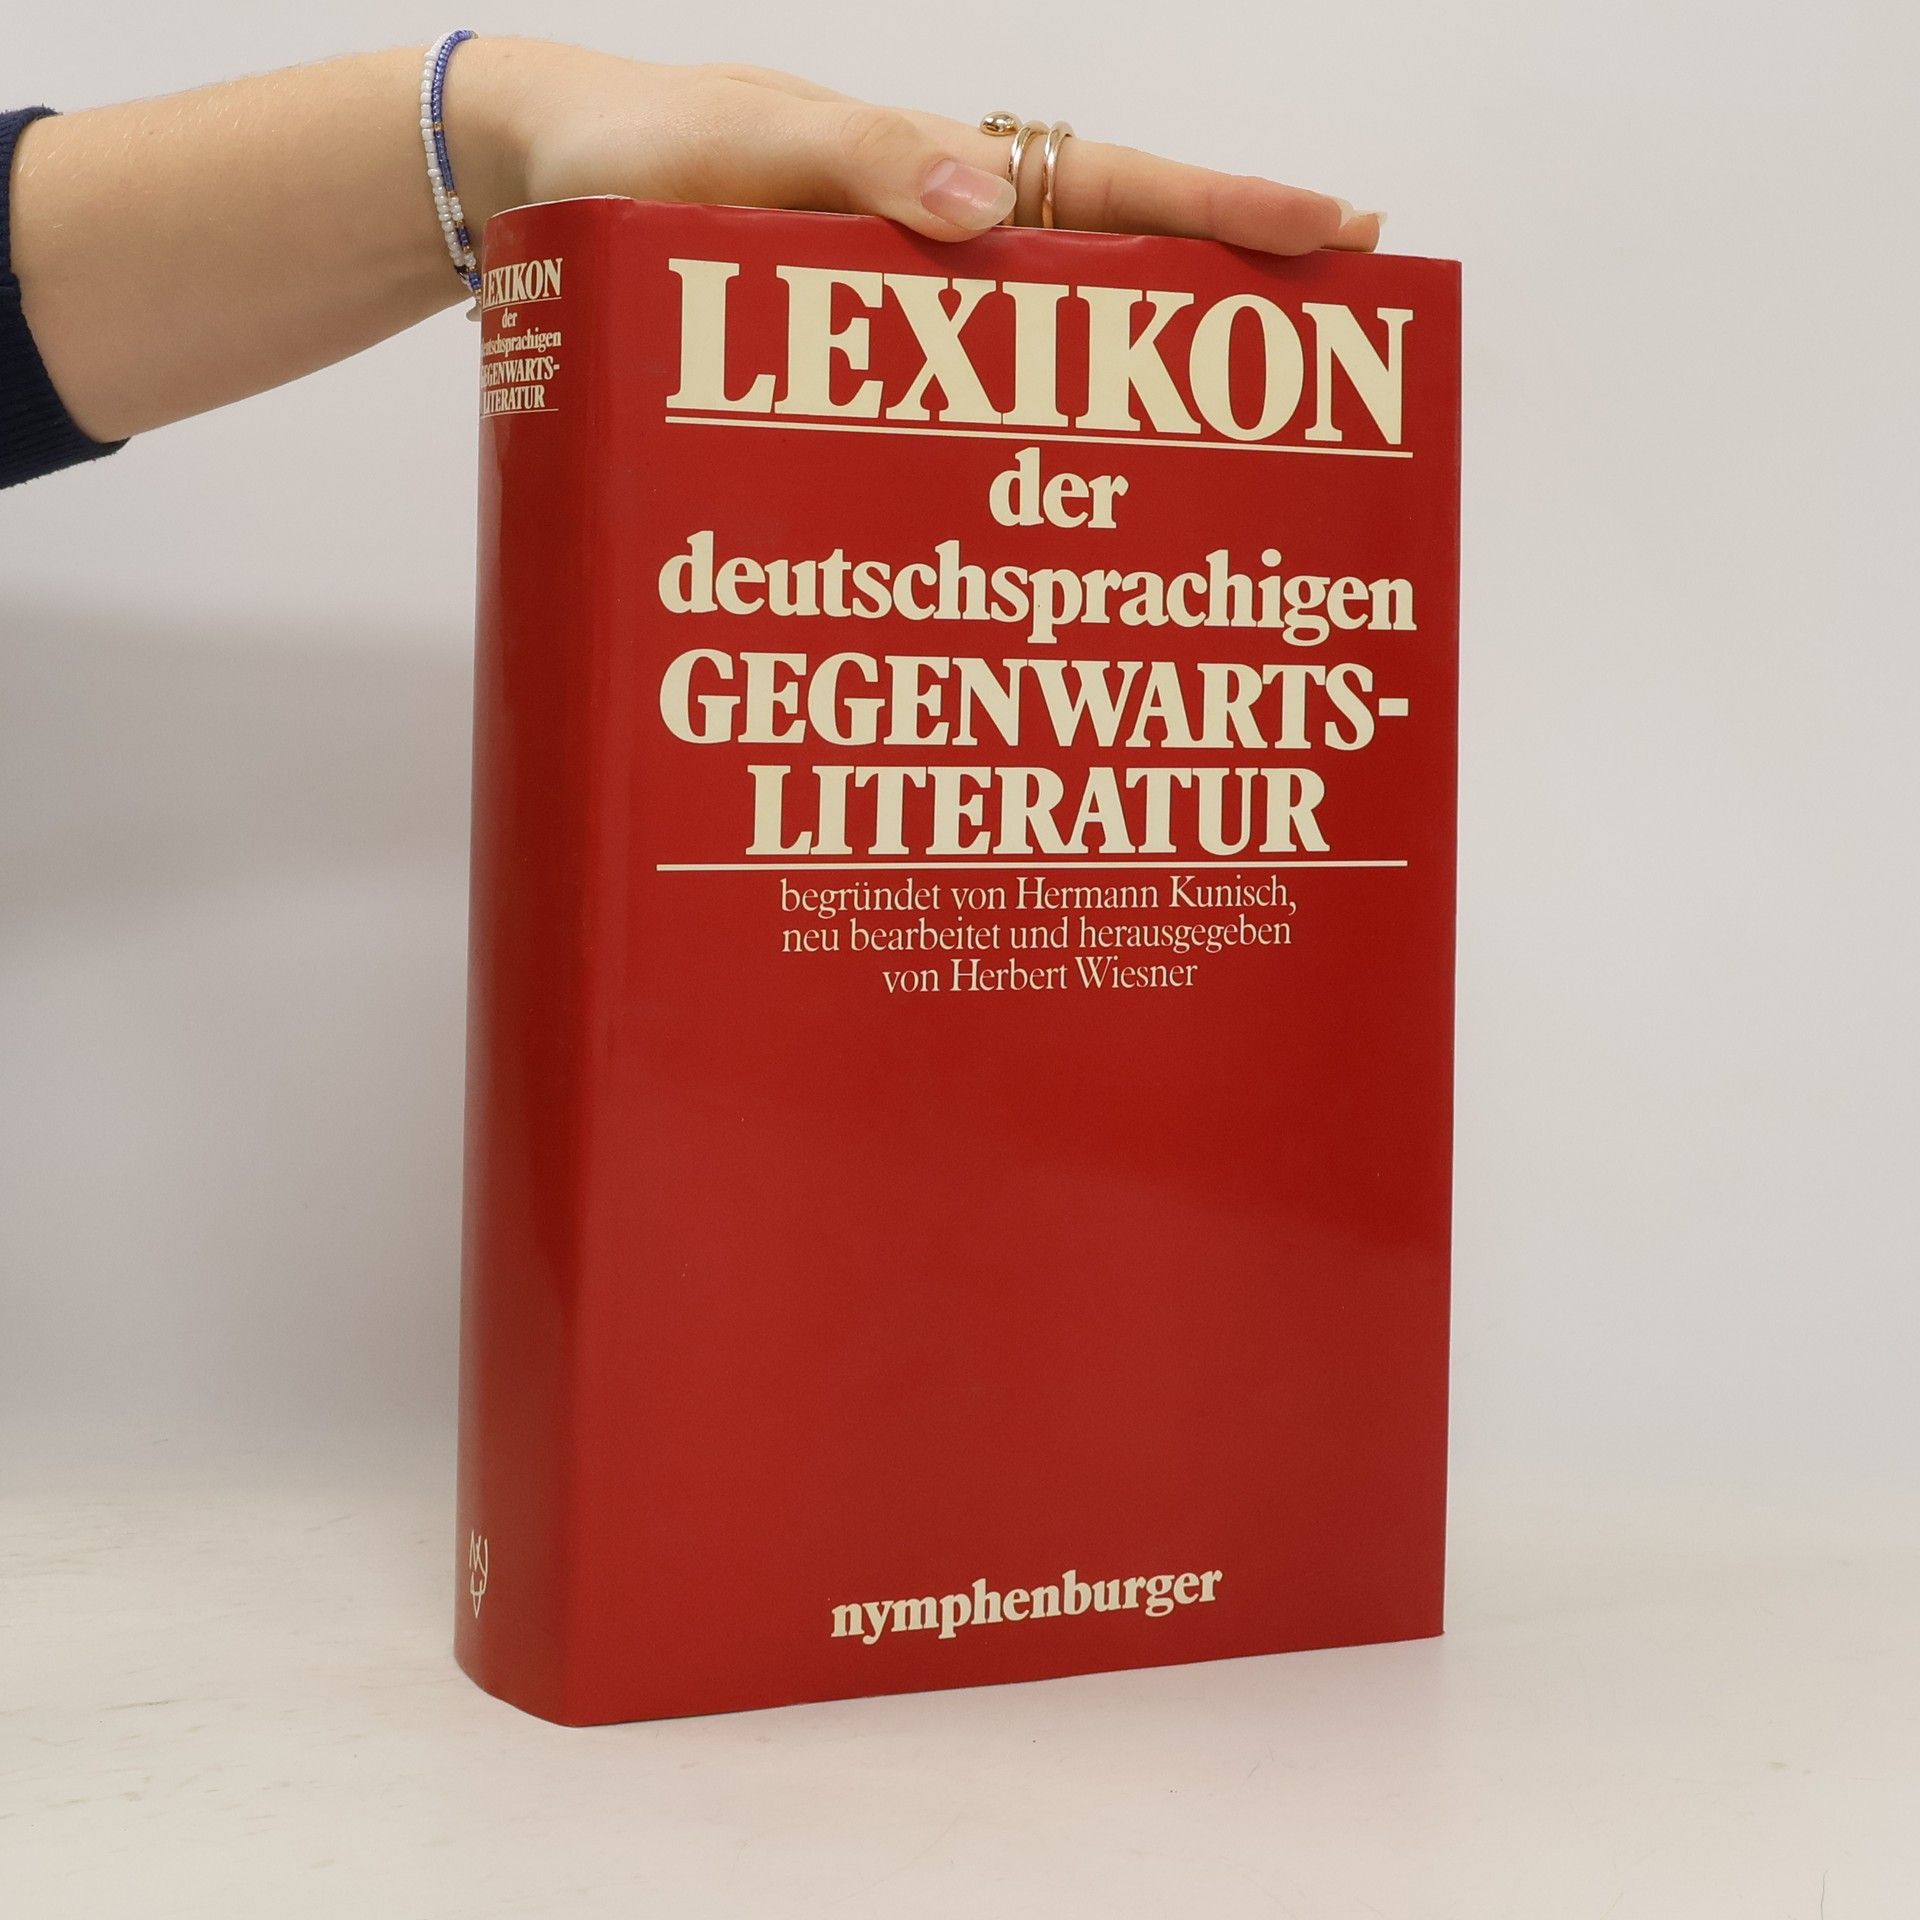 LEXIKON
der
deutschsprachigen
GEGENWARTS-
LITERATUR
LEXIKON
der
deutschsprachigen
GEGENWARTS-
LITERATUR
begründet von Hermann Kunisch,
neu bearbeitet und herausgegeben
von Herbert Wiesner
nymphenburger